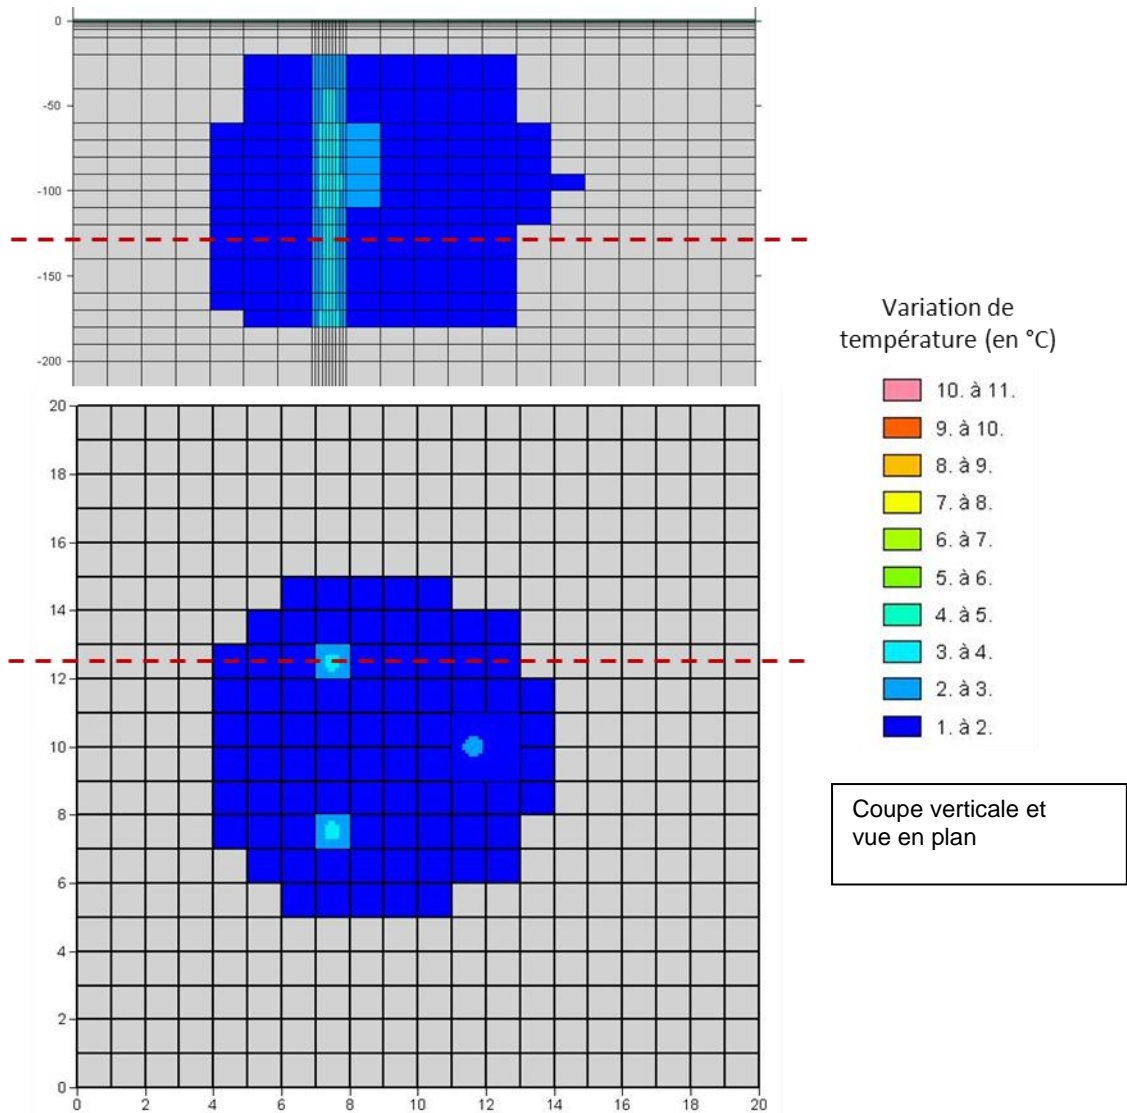 0
-50
-100
-150
-200
20
18
16
14
12
10
8
6
4
2
0
0 2 4 6 8 10 12 14 16 18 20
Variation de
température (en °C)
10. à 11.
9. à 10.
8. à 9.
7. à 8.
6. à 7.
5. à 6.
4. à 5.
3. à 4.
2. à 3.
1. à 2.
Coupe verticale et
vue en plan